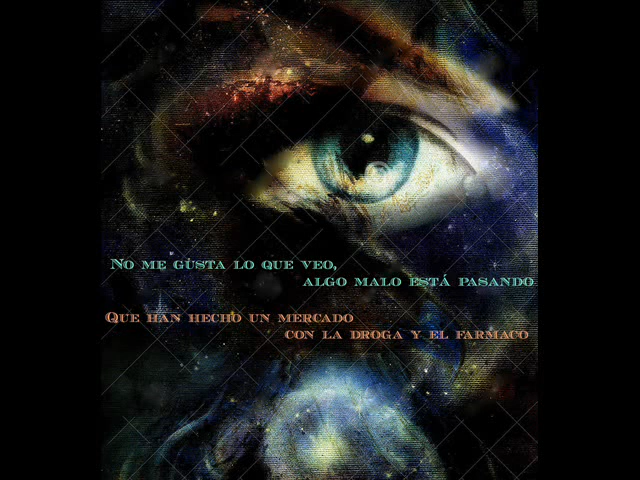 No me gusta lo que veo,
algo malo está pasando
Que han hecho un mercado
con la droga y el farmaco